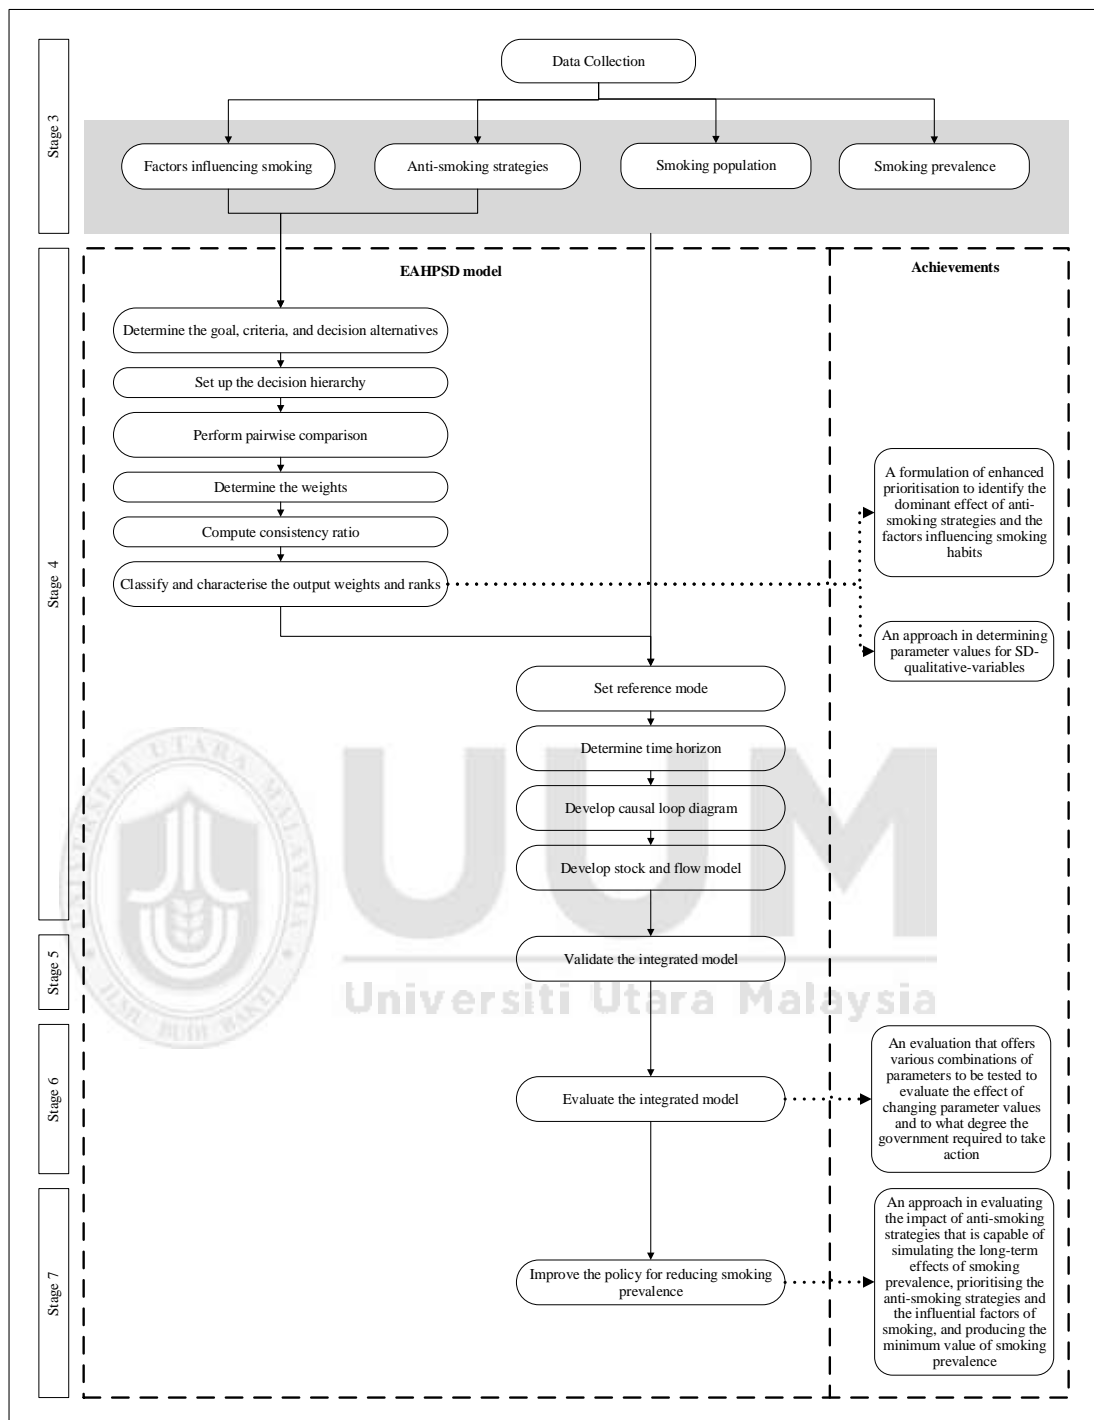 Stage 3
Data Collection
Factors influencing smoking
Anti-smoking strategies
Smoking population
Smoking prevalence
Stage 4
EAHPSD model
Achievements
Determine the goal, criteria, and decision alternatives
Set up the decision hierarchy
Perform pairwise comparison
Determine the weights
Compute consistency ratio
Classify and characterise the output weights and ranks
A formulation of enhanced
prioritisation to identify the
dominant effect of anti-
smoking strategies and the
factors influencing smoking
habits
An approach in determining
parameter values for SD-
qualitative-variables
Set reference mode
Determine time horizon
Develop causal loop diagram
Develop stock and flow model
Stage 5
Validate the integrated model
Stage 6
Evaluate the integrated model
An evaluation that offers
various combinations of
parameters to be tested to
evaluate the effect of
changing parameter values
and to what degree the
government required to take
action
Stage 7
Improve the policy for reducing smoking
prevalence
An approach in evaluating
the impact of anti-smoking
strategies that is capable of
simulating the long-term
effects of smoking
prevalence, prioritising the
anti-smoking strategies and
the influential factors of
smoking, and producing the
minimum value of smoking
prevalence
UUM
Universiti Utara Malaysia
UNIVERSITI UTARA MALAYSIA
ILMU BUDI BAKTI